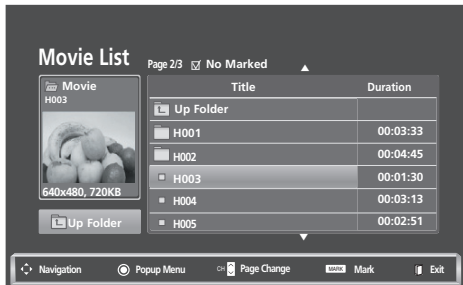 Movie List Page 2/3 No Marked
Movie
H003
640x480, 720KB
Up Folder
Title Duration
Up Folder
H001 00:03:33
H002 00:04:45
H003 00:01:30
H004 00:03:13
H005 00:02:51
Navigation Popup Menu CH Page Change MARK Mark Exit